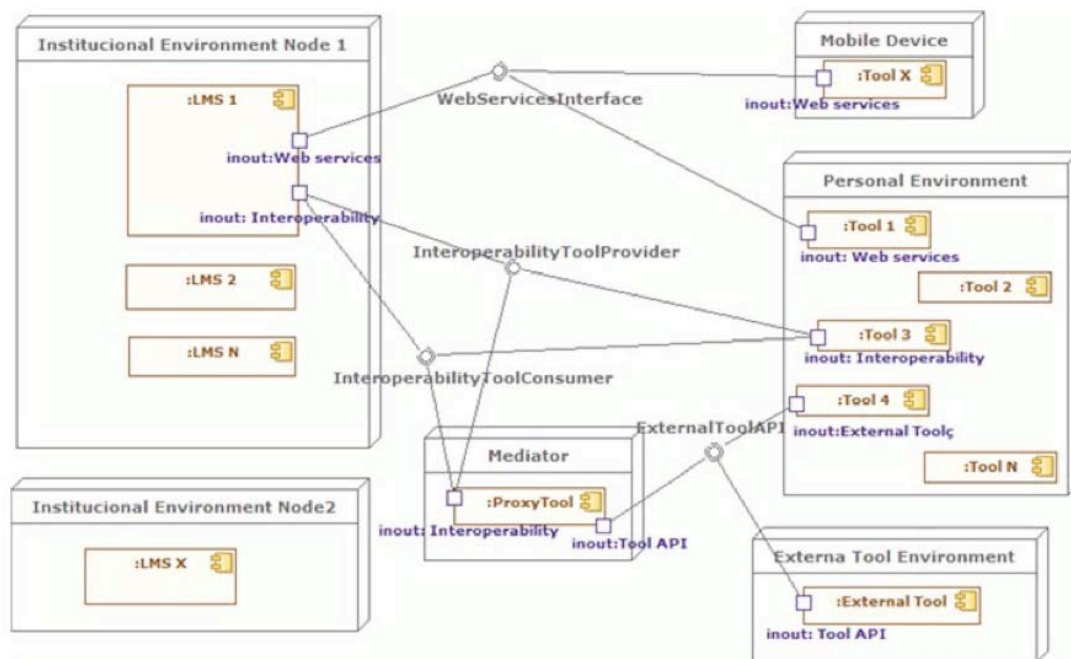 Institucional Environment Node 1
:LMS 1
inout:Web services
inout: Interoperability
:LMS 2
:LMS N
WebServicesInterface
Mobile Device
:Tool X
inout:Web services
Personal Environment
:Tool 1
inout: Web services
:Tool 2
:Tool 3
inout: Interoperability
:Tool 4
inout:External Toolç
:Tool N
InteroperabilityToolProvider
InteroperabilityToolConsumer
ExternalToolAPI
Mediator
:ProxyTool
inout: Interoperability
inout:Tool API
Institucional Environment Node2
:LMS X
Externa Tool Environment
:External Tool
inout: Tool API